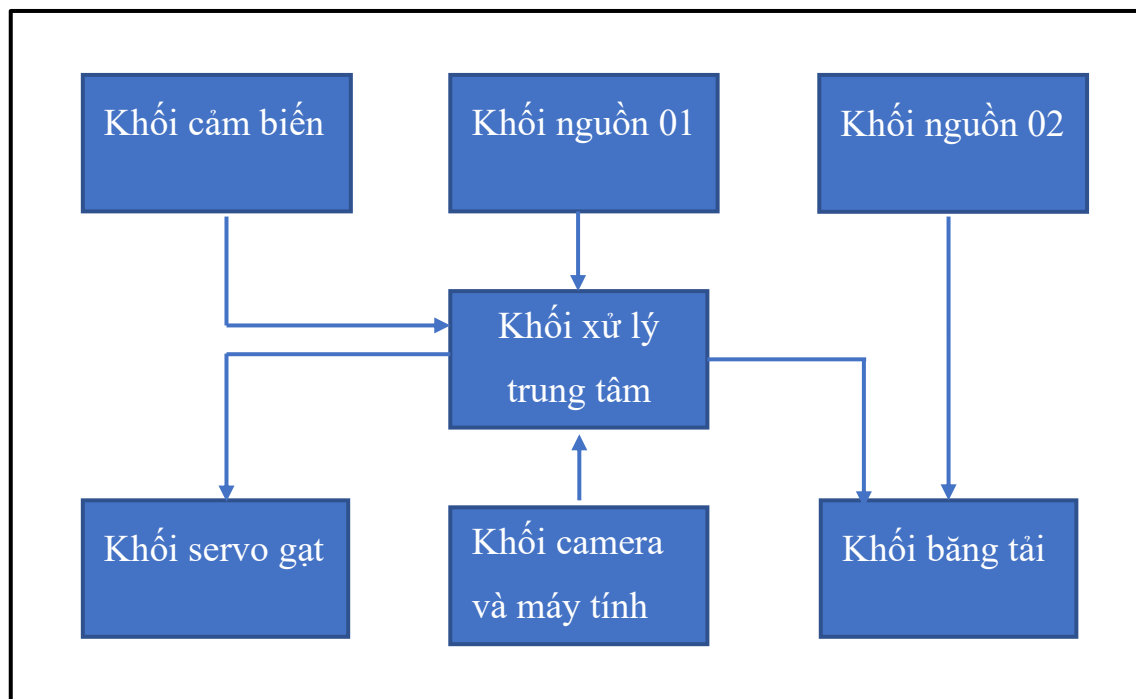 Khối cảm biến
Khối nguồn 01
Khối nguồn 02
Khối xử lý
trung tâm
Khối servo gạt
Khối camera
và máy tính
Khối băng tải